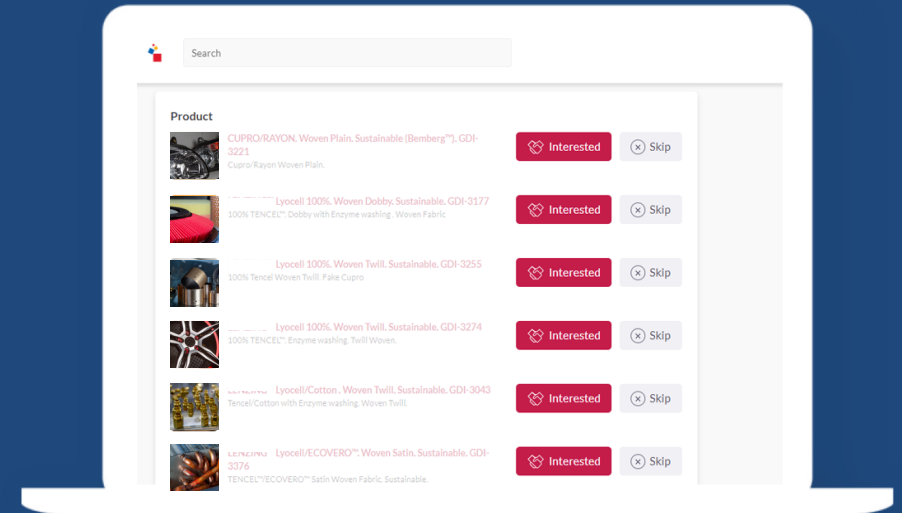 Search
Product
CUPRO/RAYON. Woven Plain. Sustainable (Bemberg™). GDI-
3221
Cupro/Rayon Woven Plain.
Interested
Skip
Lyocell 100%. Woven Dobby. Sustainable. GDI-3177
100% TENCEL™. Dobby with Enzyme washing . Woven Fabric
Interested
Skip
Lyocell 100%. Woven Twill. Sustainable. GDI-3255
100% Tencel Woven Twill. Fake Cupro
Interested
Skip
Lyocell 100%. Woven Twill. Sustainable. GDI-3274
100% TENCEL™. Enzyme washing. Twill Woven.
Interested
Skip
Lyocell/Cotton . Woven Twill. Sustainable. GDI-3043
Tencel/Cotton with Enzyme washing. Woven Twill.
Interested
Skip
LENZING Lyocell/ECOVERO™. Woven Satin. Sustainable. GDI-
3376
TENCEL™/ECOVERO™ Satin Woven Fabric. Sustainable.
Interested
Skip